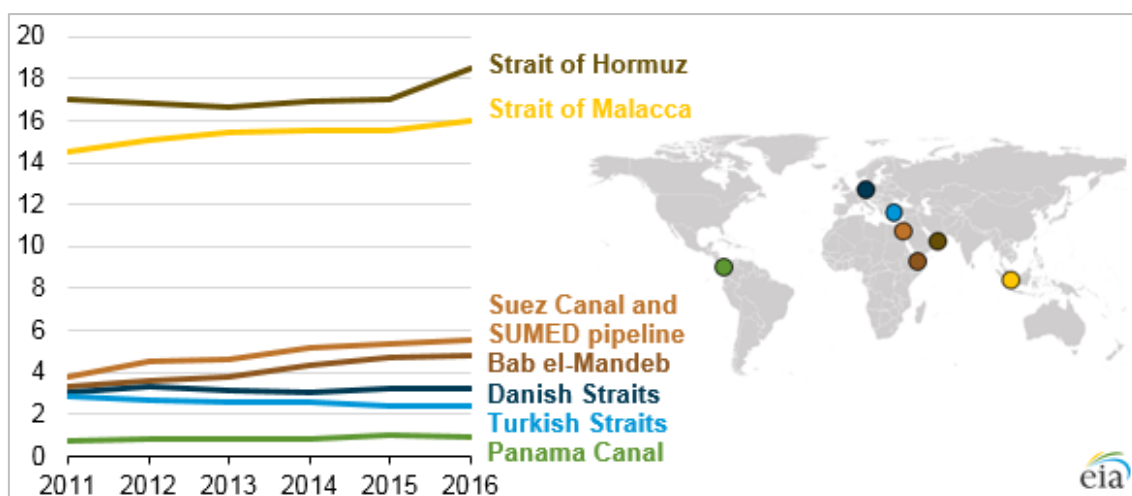 20
18
16
14
12
10
8
6
4
2
0
2011 2012 2013 2014 2015 2016
Strait of Hormuz
Strait of Malacca
Suez Canal and
SUMED pipeline
Bab el-Mandeb
Danish Straits
Turkish Straits
Panama Canal
eia